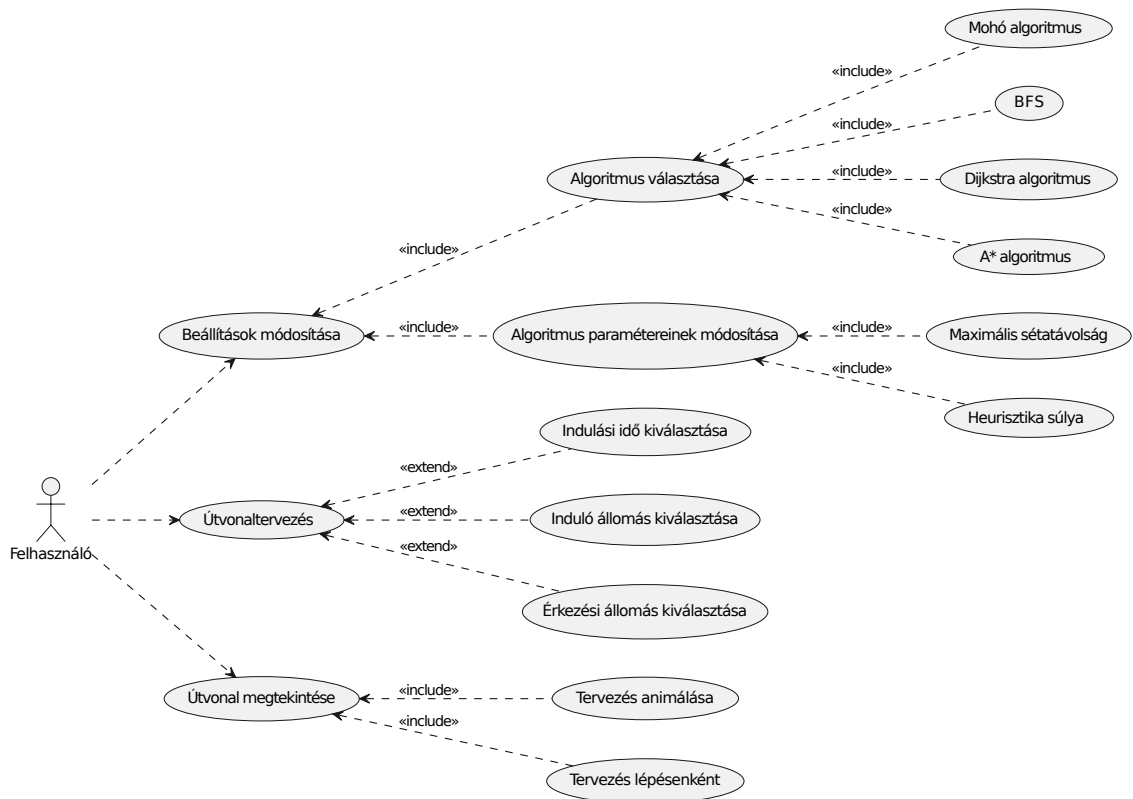 Mohó algoritmus
«include»
BFS
«include»
Algoritmus választása
«include»
Dijkstra algoritmus
«include»
A* algoritmus
«include»
Beállítások módosítása
«include»
Algoritmus paramétereinek módosítása
«include»
Maximális sétatávolság
«include»
Heurisztika súlya
Indulási idő kiválasztása
«extend»
Útvonaltervezés
«extend»
Induló állomás kiválasztása
«extend»
Felhasználó
Érkezési állomás kiválasztása
Útvonal megtekintése
«include»
Tervezés animálása
«include»
Tervezés lépésenként